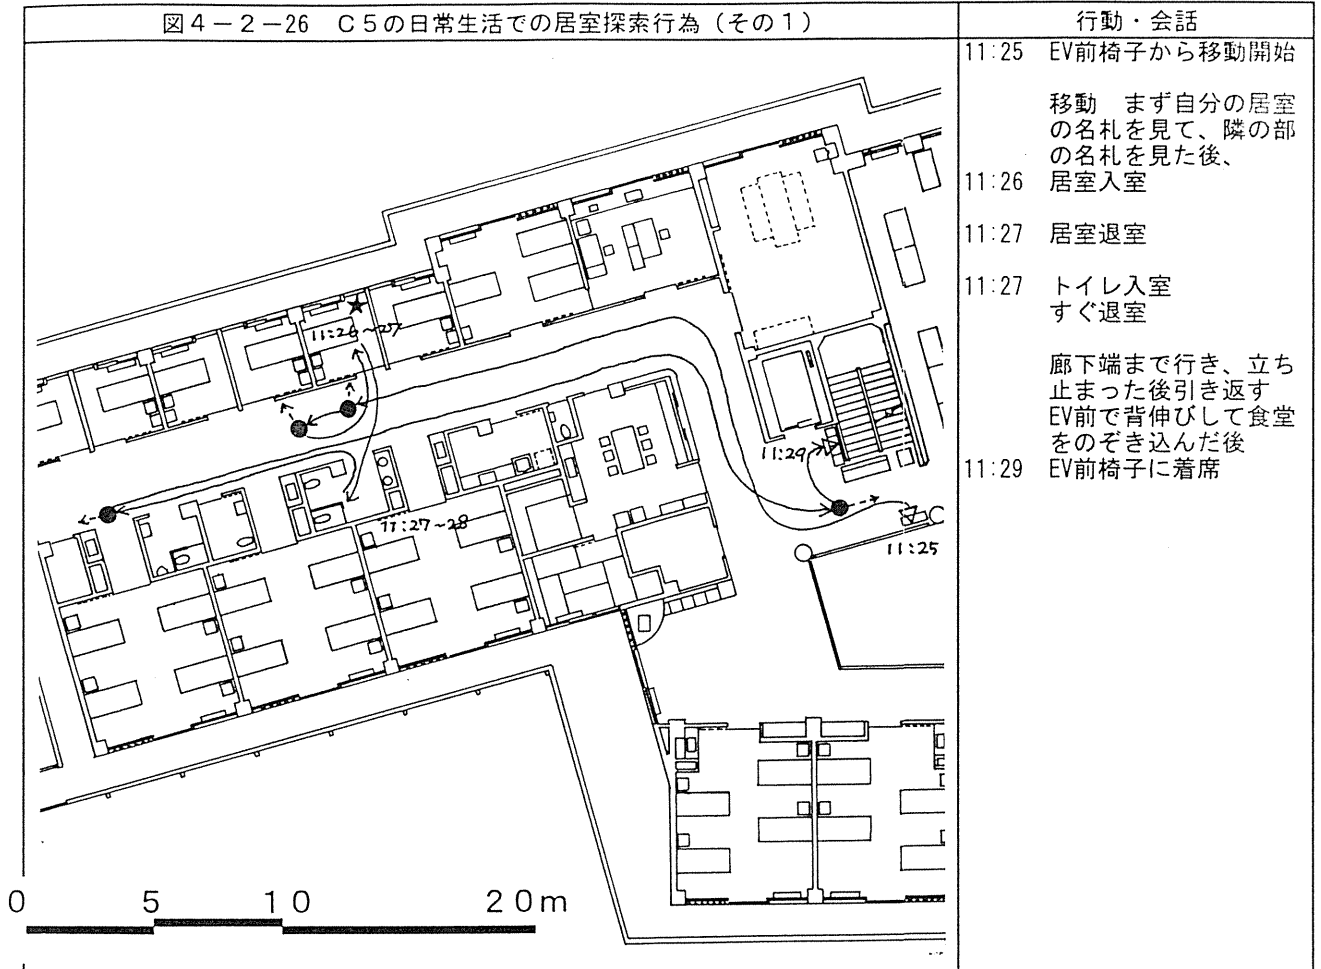 図4-2-26 C5の日常生活での居室探索行為(その1)
行動・会話
11:25 EV前椅子から移動開始
移動 まず自分の居室
の名札を見て、隣の部
の名札を見た後、
11:26 居室入室
11:27 居室退室
11:27 トイレ入室
すぐ退室
廊下端まで行き、立ち
止まった後引き返す
EV前で背伸びして食堂
をのぞき込んだ後
11:29 EV前椅子に着席
11:26~27
11:29
11:27~28
11:25
0 5 10 20m